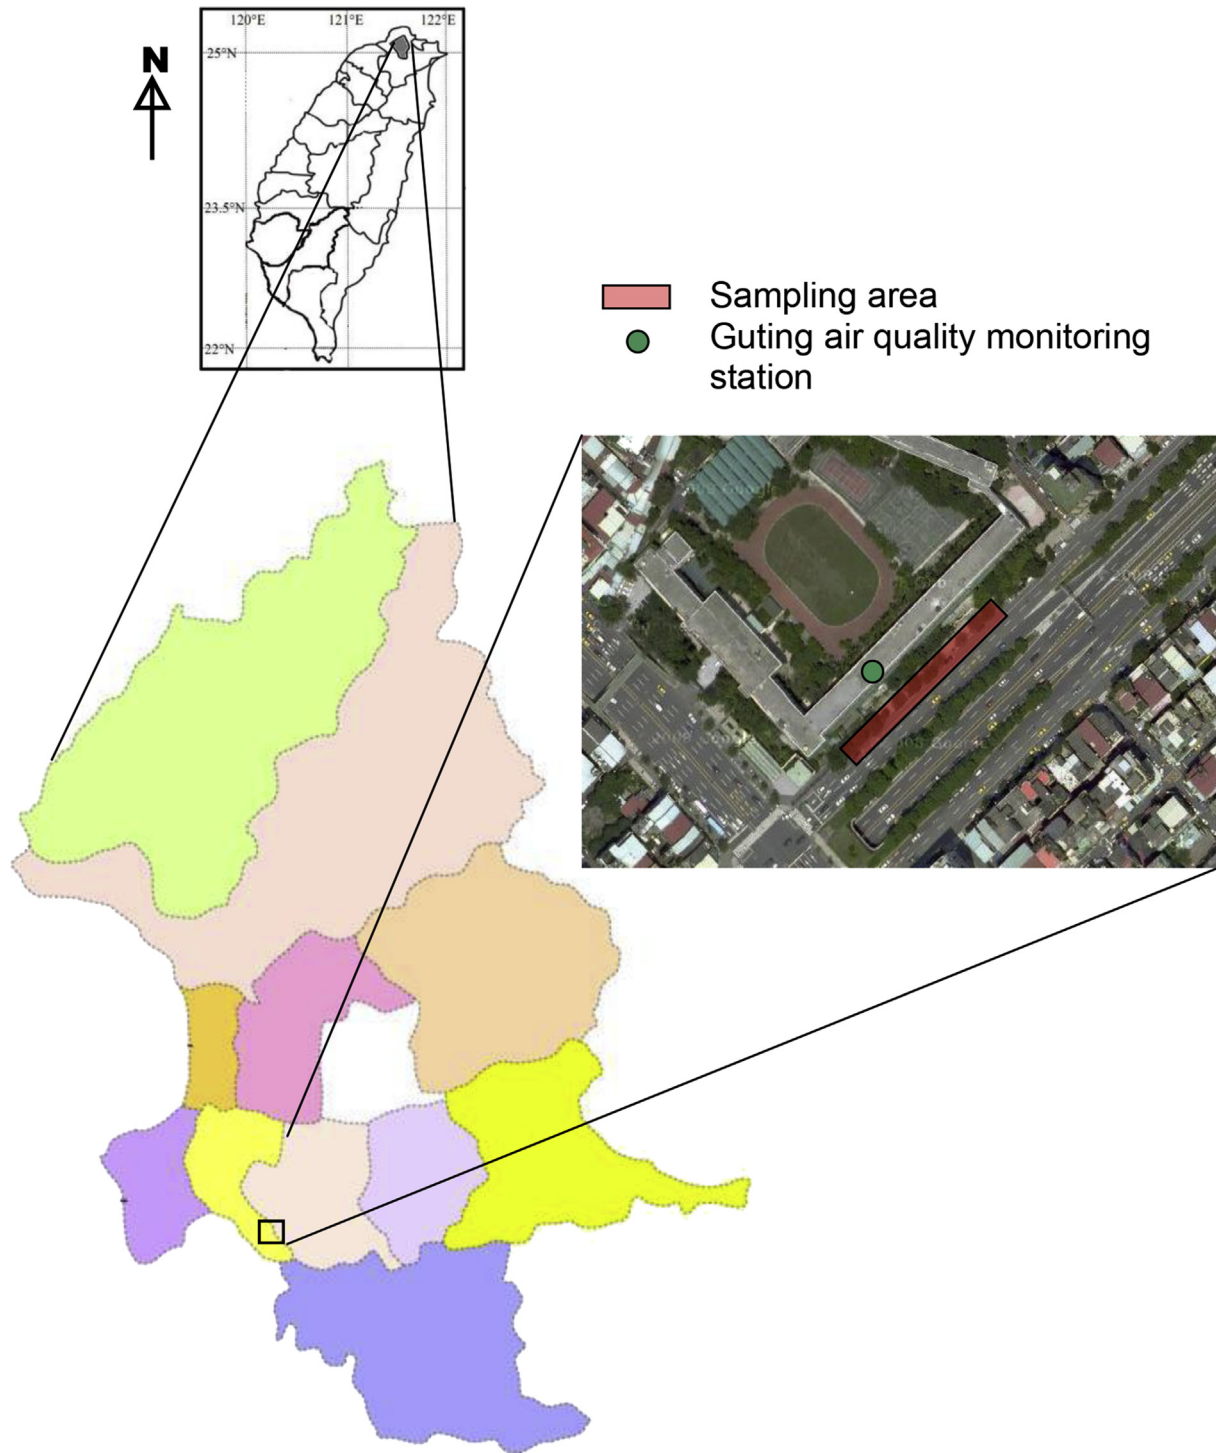 120°E 121°E 122°E
25°N
N
23.5°N
22°N
Sampling area
Guting air quality monitoring
station